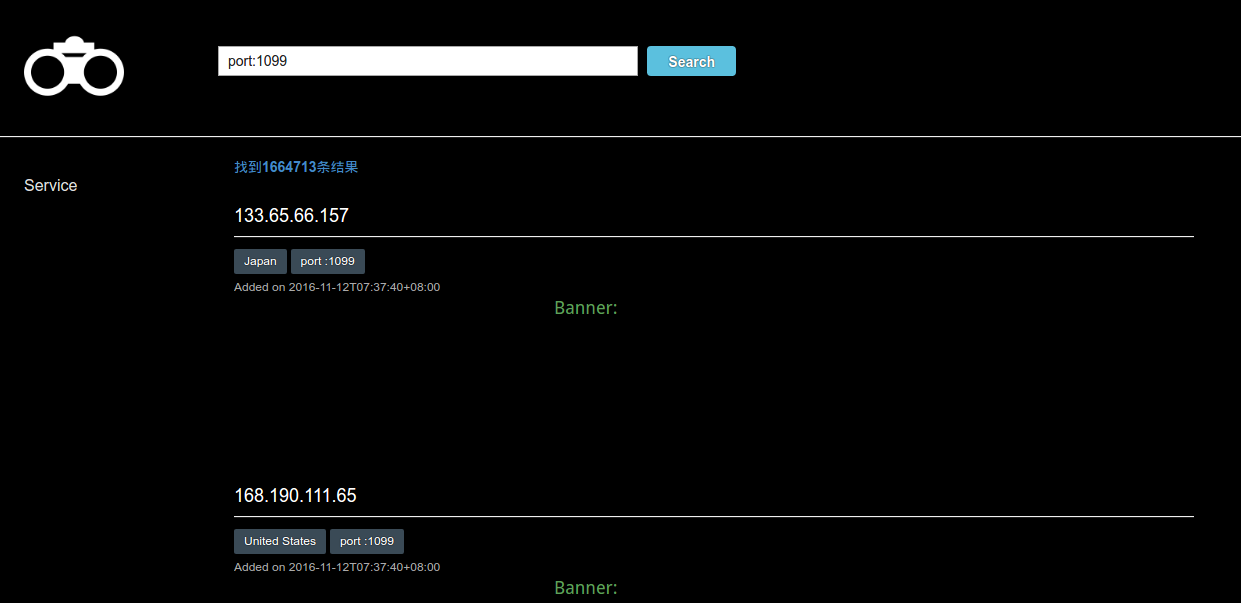 port:1099 Search
找到1664713条结果
Service
133.65.66.157
Japan port :1099
Added on 2016-11-12T07:37:40+08:00
Banner:
168.190.111.65
United States port :1099
Added on 2016-11-12T07:37:40+08:00
Banner: